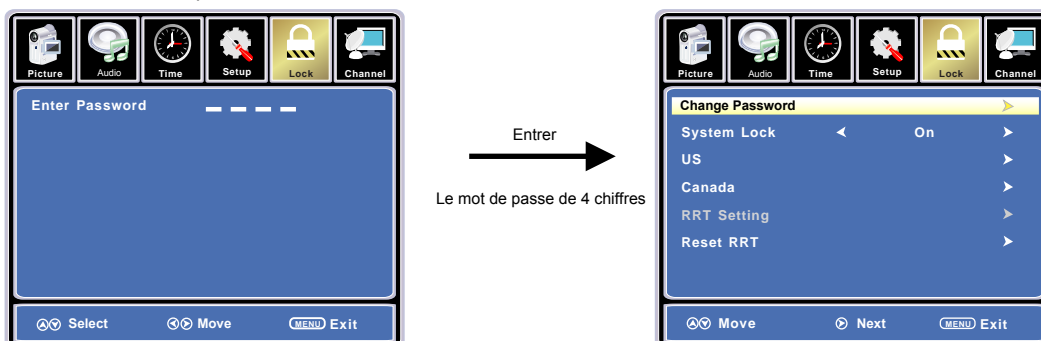 Picture Audio Time Setup Lock Channel
Enter Password _ _ _ _
Select Move MENU Exit
Entrer
Le mot de passe de 4 chiffres
Picture Audio Time Setup Lock Channel
Change Password
System Lock On
US
Canada
RRT Setting
Reset RRT
Move Next MENU Exit